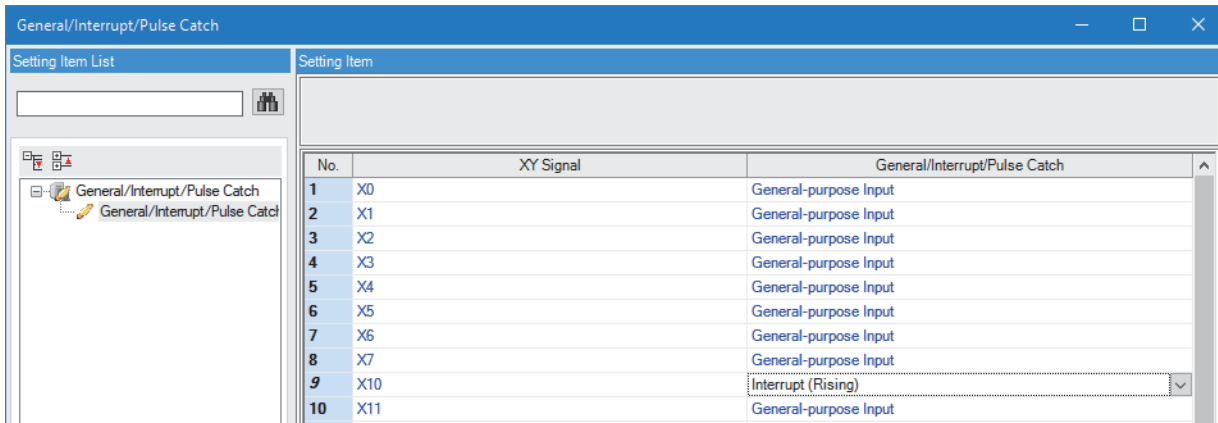 General/Interrupt/Pulse Catch
Setting Item List
Setting Item
General/Interrupt/Pulse Catch
General/Interrupt/Pulse Catch
No. XY Signal General/Interrupt/Pulse Catch
1 X0 General-purpose Input
2 X1 General-purpose Input
3 X2 General-purpose Input
4 X3 General-purpose Input
5 X4 General-purpose Input
6 X5 General-purpose Input
7 X6 General-purpose Input
8 X7 General-purpose Input
9 X10 Interrupt (Rising)
10 X11 General-purpose Input